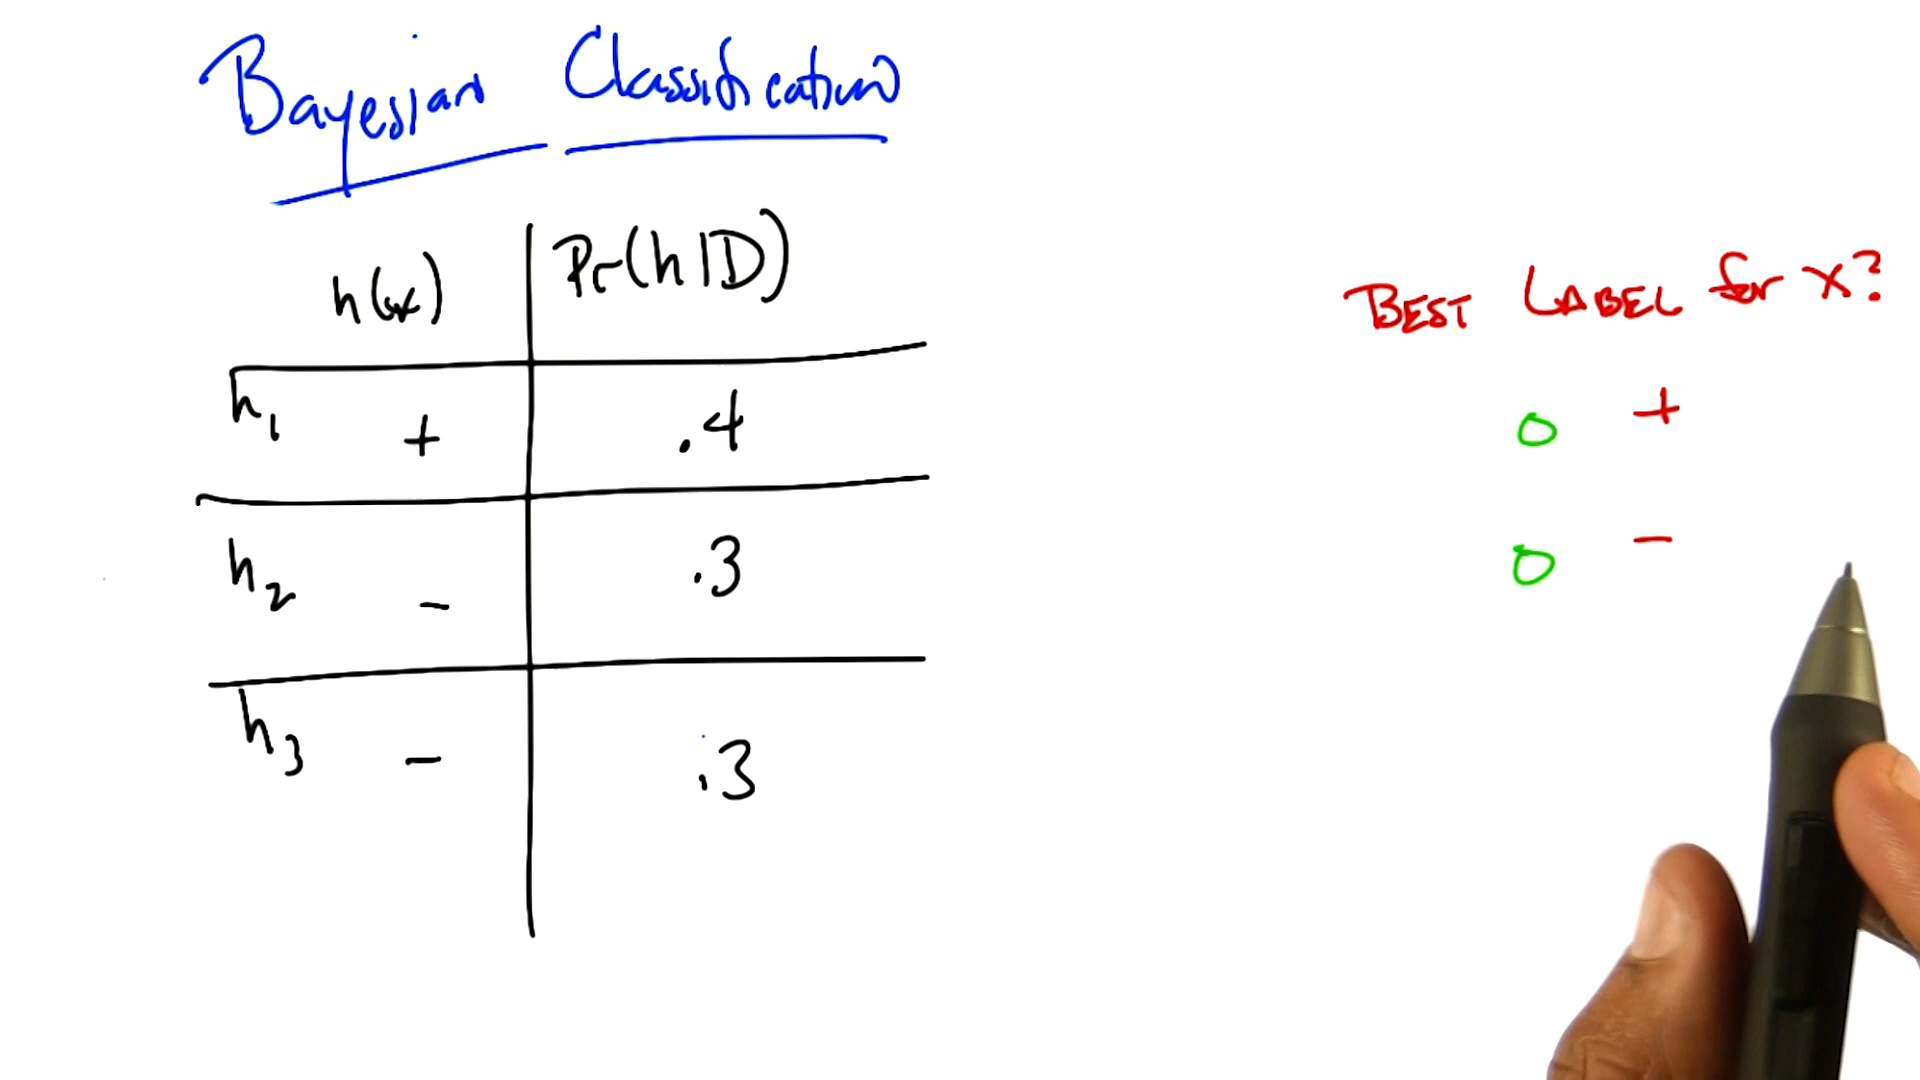 Bayesian Classification
h(x) Pr(h|D)
h1 + .4
h2 - .3
h3 - .3
BEST LABEL for x?
o +
o -